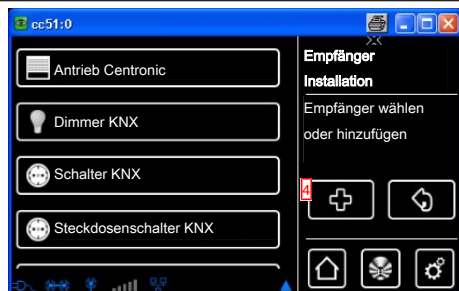 cc51:0
Antrieb Centronic
Dimmer KNX
Schalter KNX
Steckdosenschalter KNX
Empfänger
Installation
Empfänger wählen
oder hinzufügen
4